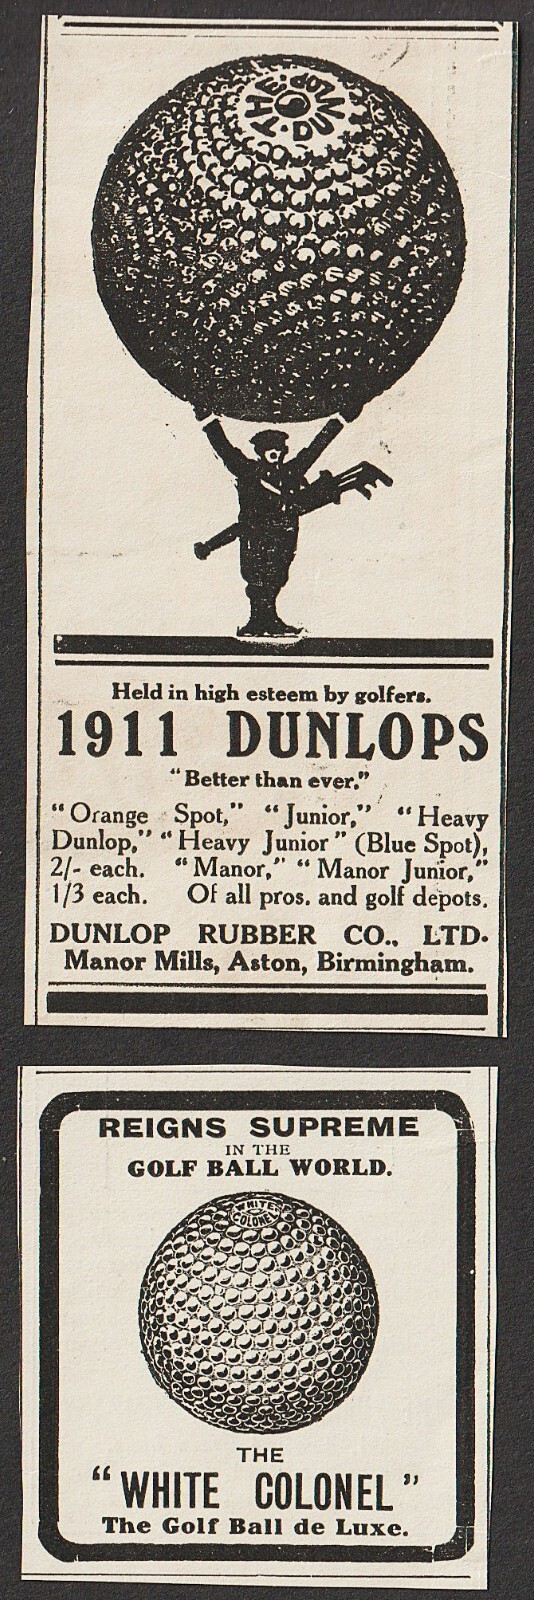 THE · DUNLOP ·
Held in high esteem by golfers.
1911 DUNLOPS
"Better than ever."
"Orange Spot," "Junior," "Heavy
Dunlop," "Heavy Junior" (Blue Spot),
2/- each. "Manor," "Manor Junior,"
1/3 each. Of all pros. and golf depots.
DUNLOP RUBBER CO., LTD.
Manor Mills, Aston, Birmingham.
REIGNS SUPREME
IN THE
GOLF BALL WORLD.
WHITE
COLONEL
THE
"WHITE COLONEL"
The Golf Ball de Luxe.